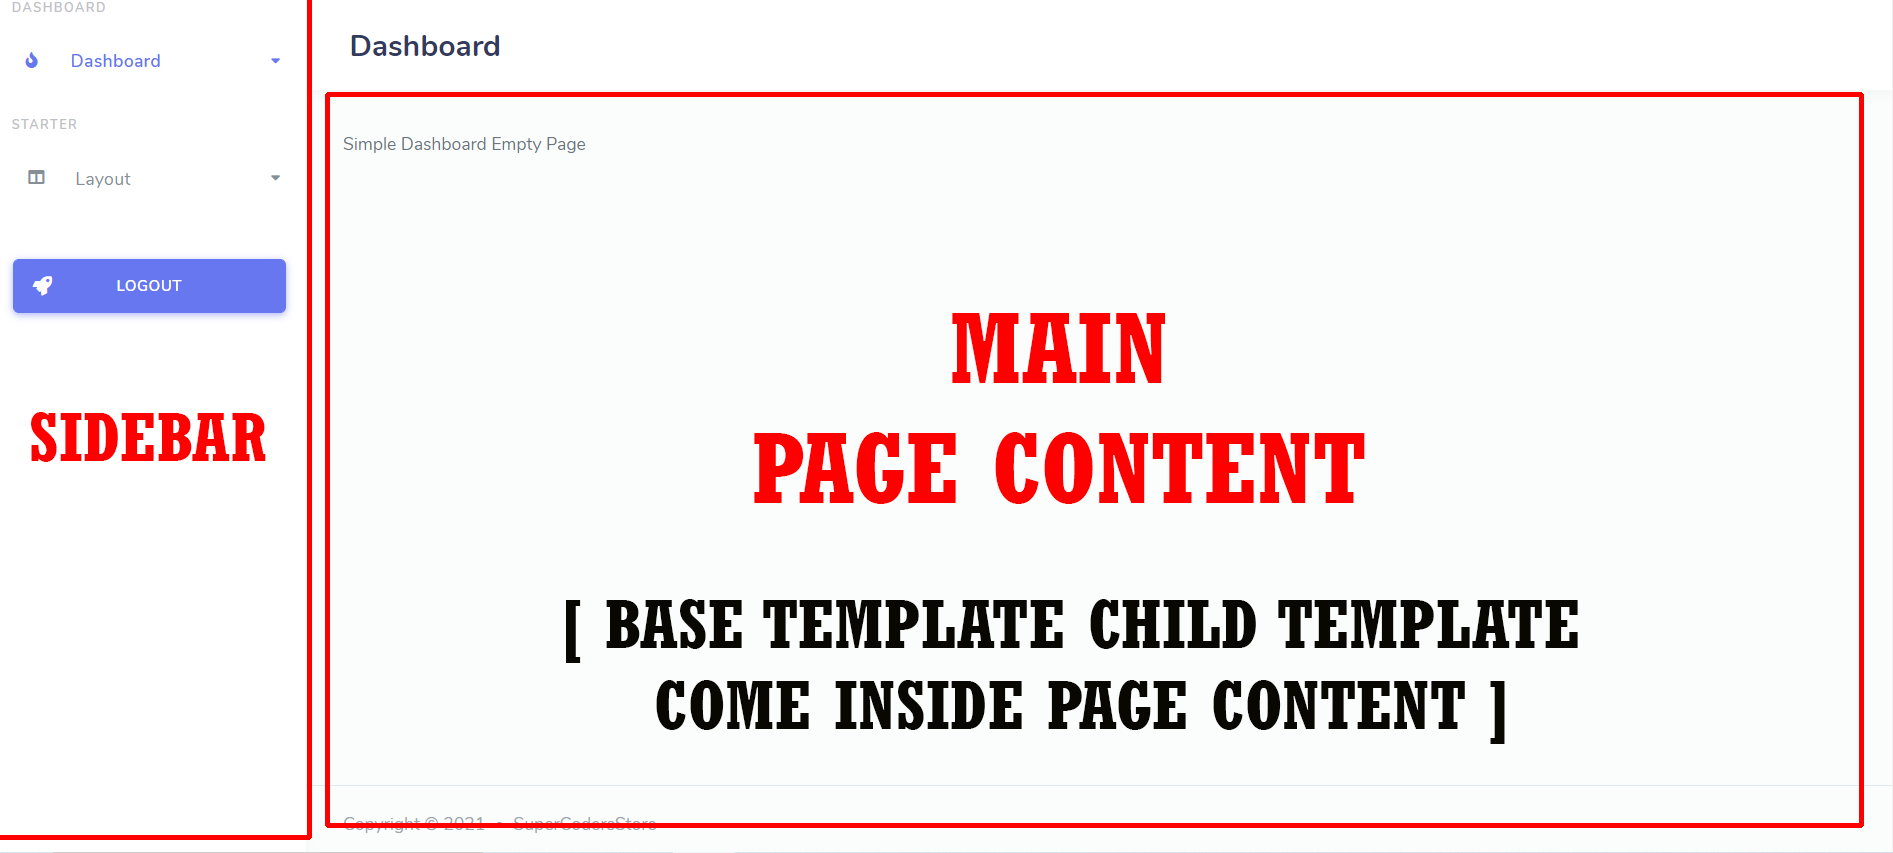 DASHBOARD
Dashboard
STARTER
Layout
LOGOUT
SIDEBAR
Dashboard
Simple Dashboard Empty Page
MAIN
PAGE CONTENT
[ BASE TEMPLATE CHILD TEMPLATE
COME INSIDE PAGE CONTENT ]
Copyright © 2021 • SuperCodersStore